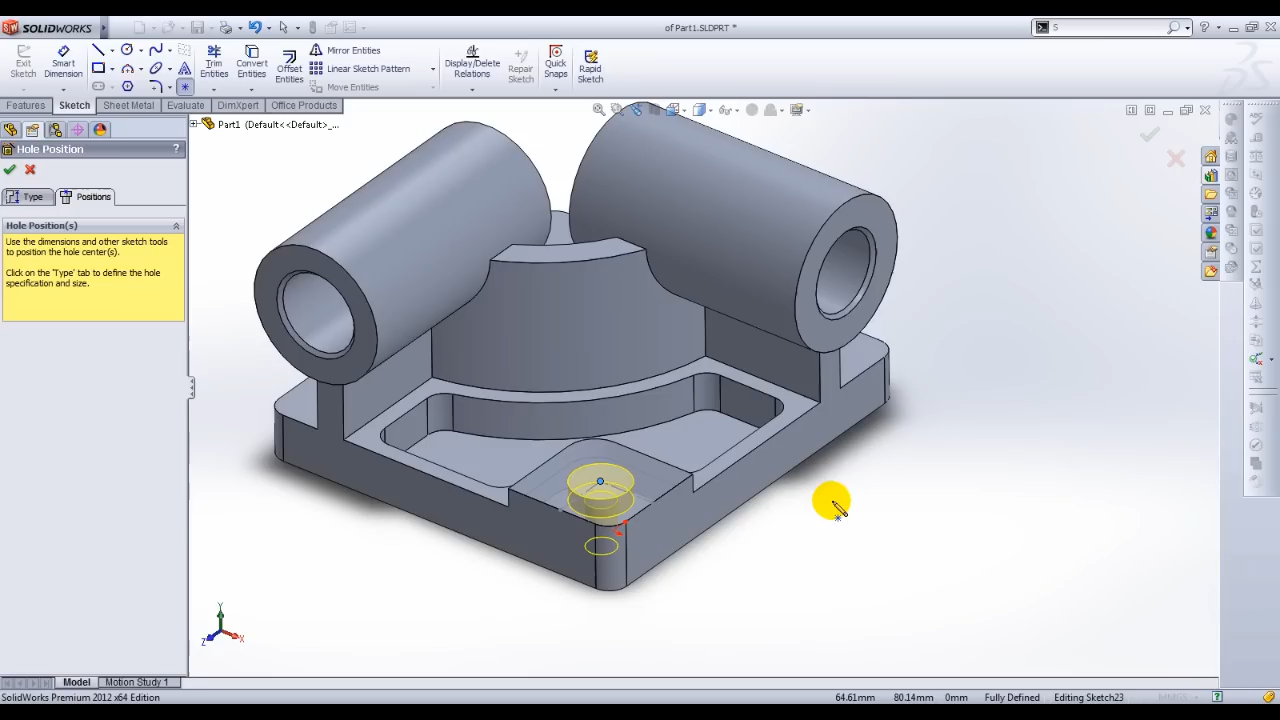 SOLIDWORKS
of Part1.SLDPRT *
S
?
Exit Sketch
Smart Dimension
Trim Entities
Convert Entities
Offset Entities
Mirror Entities
Linear Sketch Pattern
Move Entities
Display/Delete Relations
Repair Sketch
Quick Snaps
Rapid Sketch
Features
Sketch
Sheet Metal
Evaluate
DimXpert
Office Products
Part1 (Default<<Default>_...
Hole Position
?
Type
Positions
Hole Position(s)
Use the dimensions and other sketch tools
to position the hole center(s).
Click on the 'Type' tab to define the hole
specification and size.
Y
Z
X
Model
Motion Study 1
SolidWorks Premium 2012 x64 Edition
64.61mm
80.14mm
0mm
Fully Defined
Editing Sketch23
MMGS
?